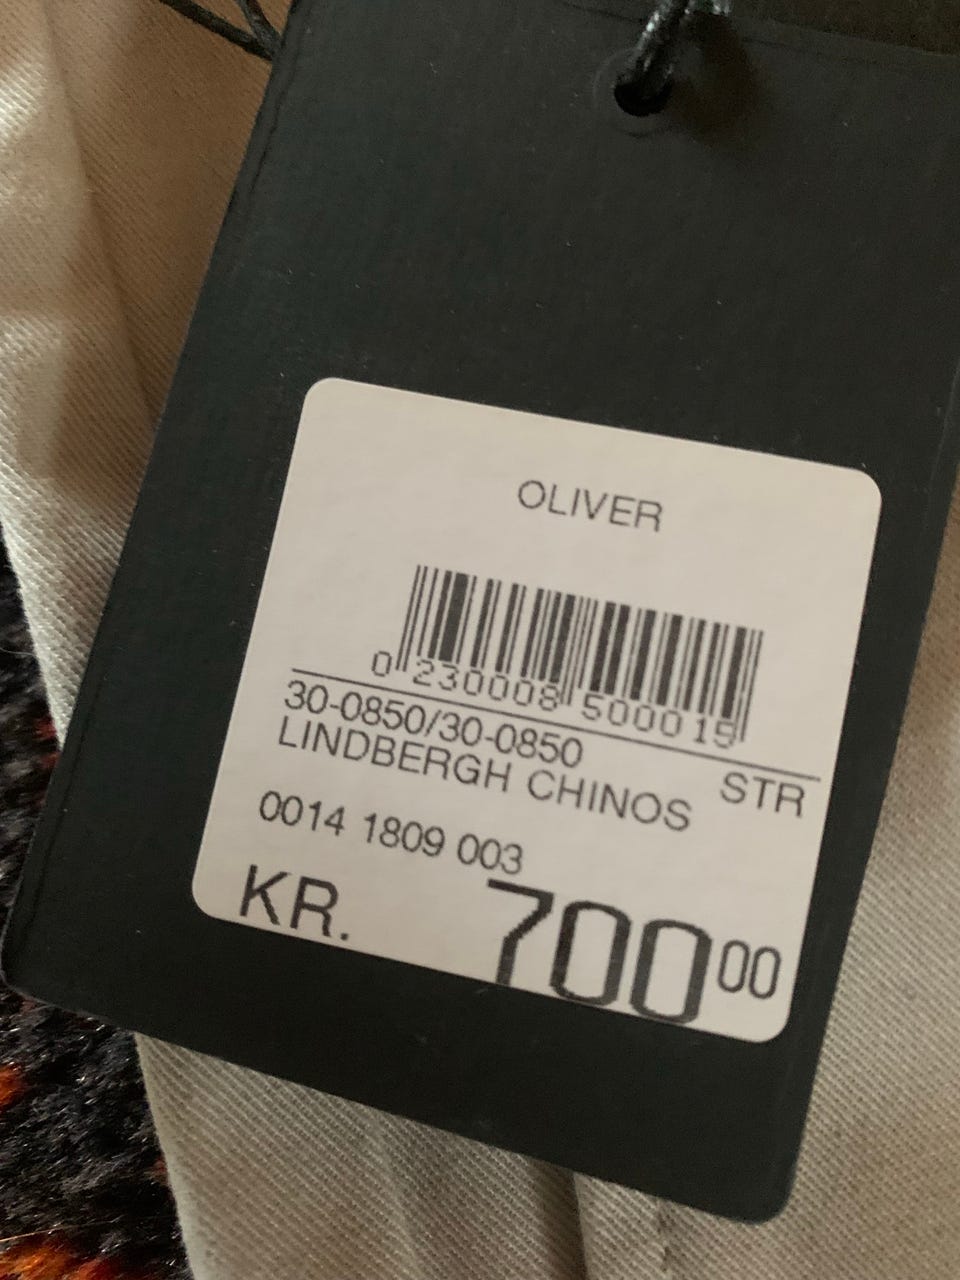 OLIVER
0 230008 500015
30-0850/30-0850
LINDBERGH CHINOS STR
0014 1809 003
KR. 700 00